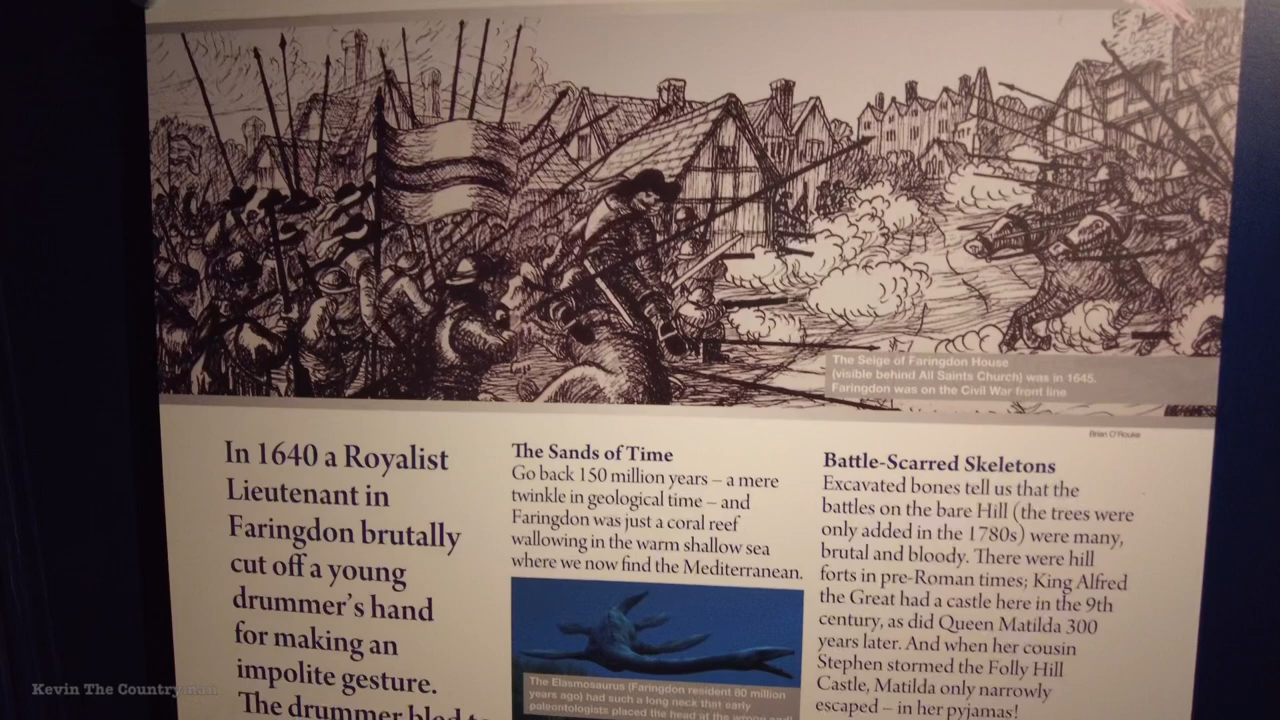 The Seige of Faringdon House
(visible behind All Saints Church) was in 1645.
Faringdon was on the Civil War front line
Brian O'Rouke
In 1640 a Royalist
Lieutenant in
Faringdon brutally
cut off a young
drummer's hand
for making an
impolite gesture.
The drummer bled to
The Sands of Time
Go back 150 million years – a mere
twinkle in geological time – and
Faringdon was just a coral reef
wallowing in the warm shallow sea
where we now find the Mediterranean.
The Elasmosaurus (Faringdon resident 80 million
years ago) had such a long neck that early
paleontologists placed the head at the wrong end!
Battle-Scarred Skeletons
Excavated bones tell us that the
battles on the bare Hill (the trees were
only added in the 1780s) were many,
brutal and bloody. There were hill
forts in pre-Roman times; King Alfred
the Great had a castle here in the 9th
century, as did Queen Matilda 300
years later. And when her cousin
Stephen stormed the Folly Hill
Castle, Matilda only narrowly
escaped – in her pyjamas!
Kevin The Country man